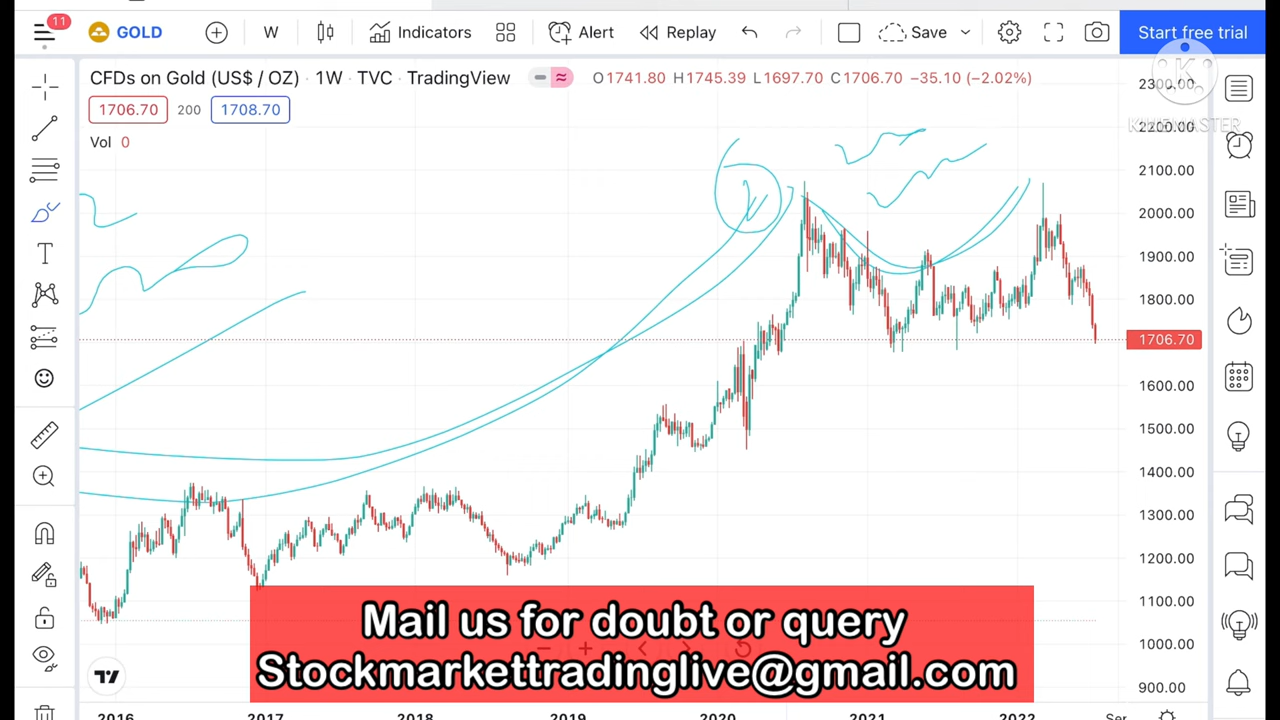 11
GOLD
W
Indicators
Alert
Replay
Save
Start free trial
CFDs on Gold (US$ / OZ) · 1W · TVC · TradingView
O1741.80 H1745.39 L1697.70 C1706.70 −35.10 (−2.02%)
1706.70
200
1708.70
Vol 0
KINEMASTER
2300.00
2200.00
2100.00
2000.00
1900.00
1800.00
1706.70
1600.00
1500.00
1400.00
1300.00
1200.00
1100.00
1000.00
900.00
Mail us for doubt or query
Stockmarkettradinglive@gmail.com
2016 2017 2018 2019 2020 2021 2022 Ser